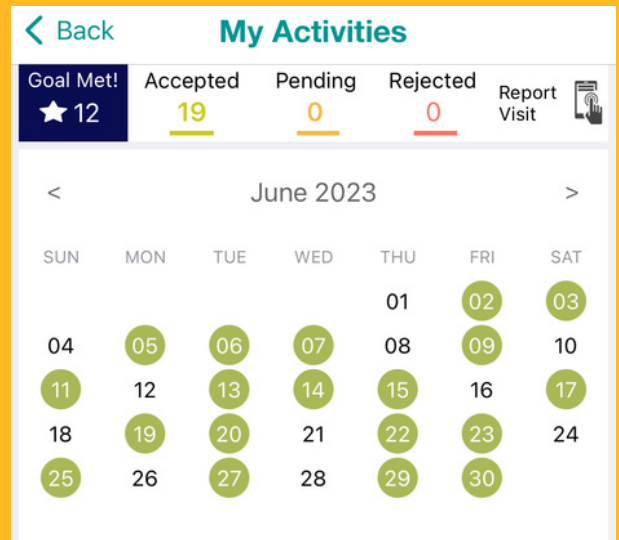 < Back My Activities
Goal Met! Accepted Pending Rejected Report
★ 12 19 0 0 Visit
< June 2023 >
SUN MON TUE WED THU FRI SAT
01 02 03
04 05 06 07 08 09 10
11 12 13 14 15 16 17
18 19 20 21 22 23 24
25 26 27 28 29 30